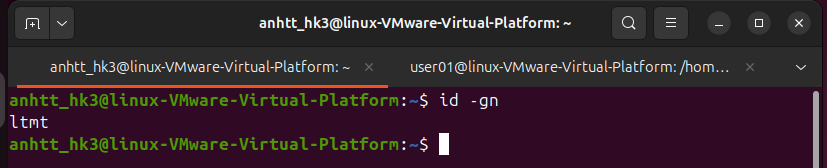 anhtt_hk3@linux-VMware-Virtual-Platform: ~
anhtt_hk3@linux-VMware-Virtual-Platform: ~
user01@linux-VMware-Virtual-Platform: /hom…
anhtt_hk3@linux-VMware-Virtual-Platform:~$ id -gn
ltmt
anhtt_hk3@linux-VMware-Virtual-Platform:~$